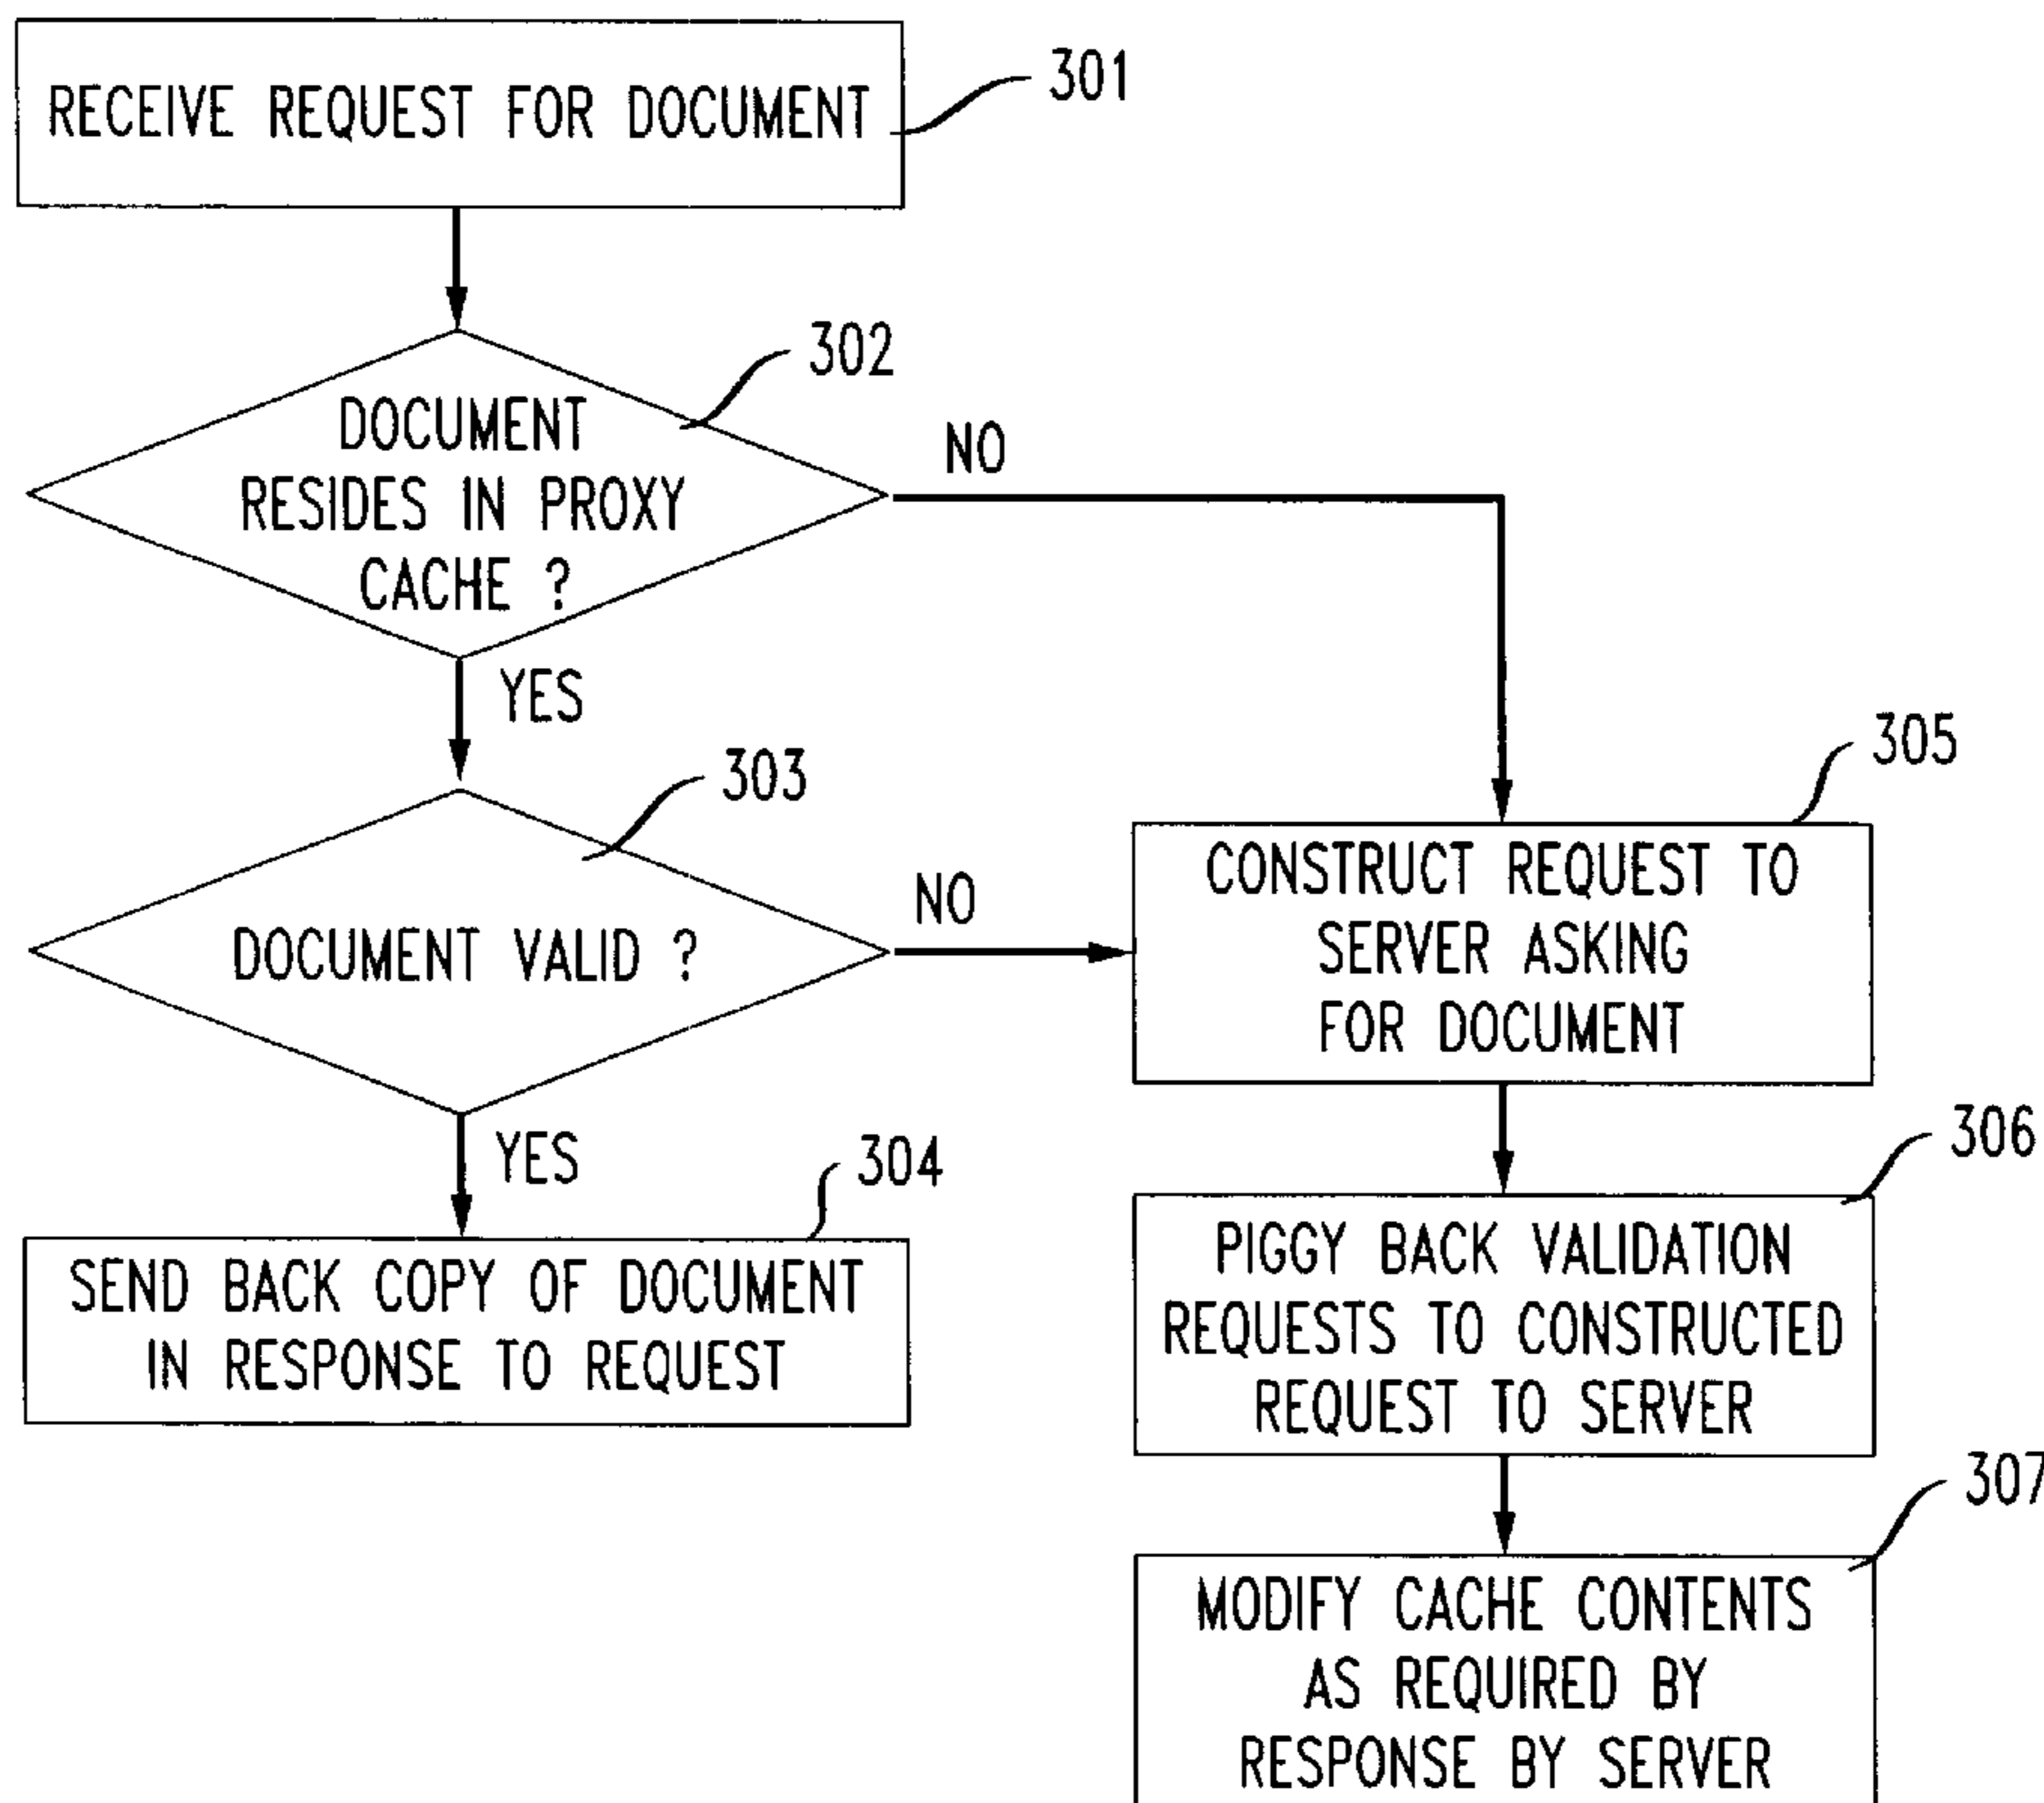 RECEIVE REQUEST FOR DOCUMENT
301
302
DOCUMENT
RESIDES IN PROXY
CACHE ?
NO
YES
303
DOCUMENT VALID ?
NO
YES
304
SEND BACK COPY OF DOCUMENT
IN RESPONSE TO REQUEST
305
CONSTRUCT REQUEST TO
SERVER ASKING
FOR DOCUMENT
306
PIGGY BACK VALIDATION
REQUESTS TO CONSTRUCTED
REQUEST TO SERVER
307
MODIFY CACHE CONTENTS
AS REQUIRED BY
RESPONSE BY SERVER